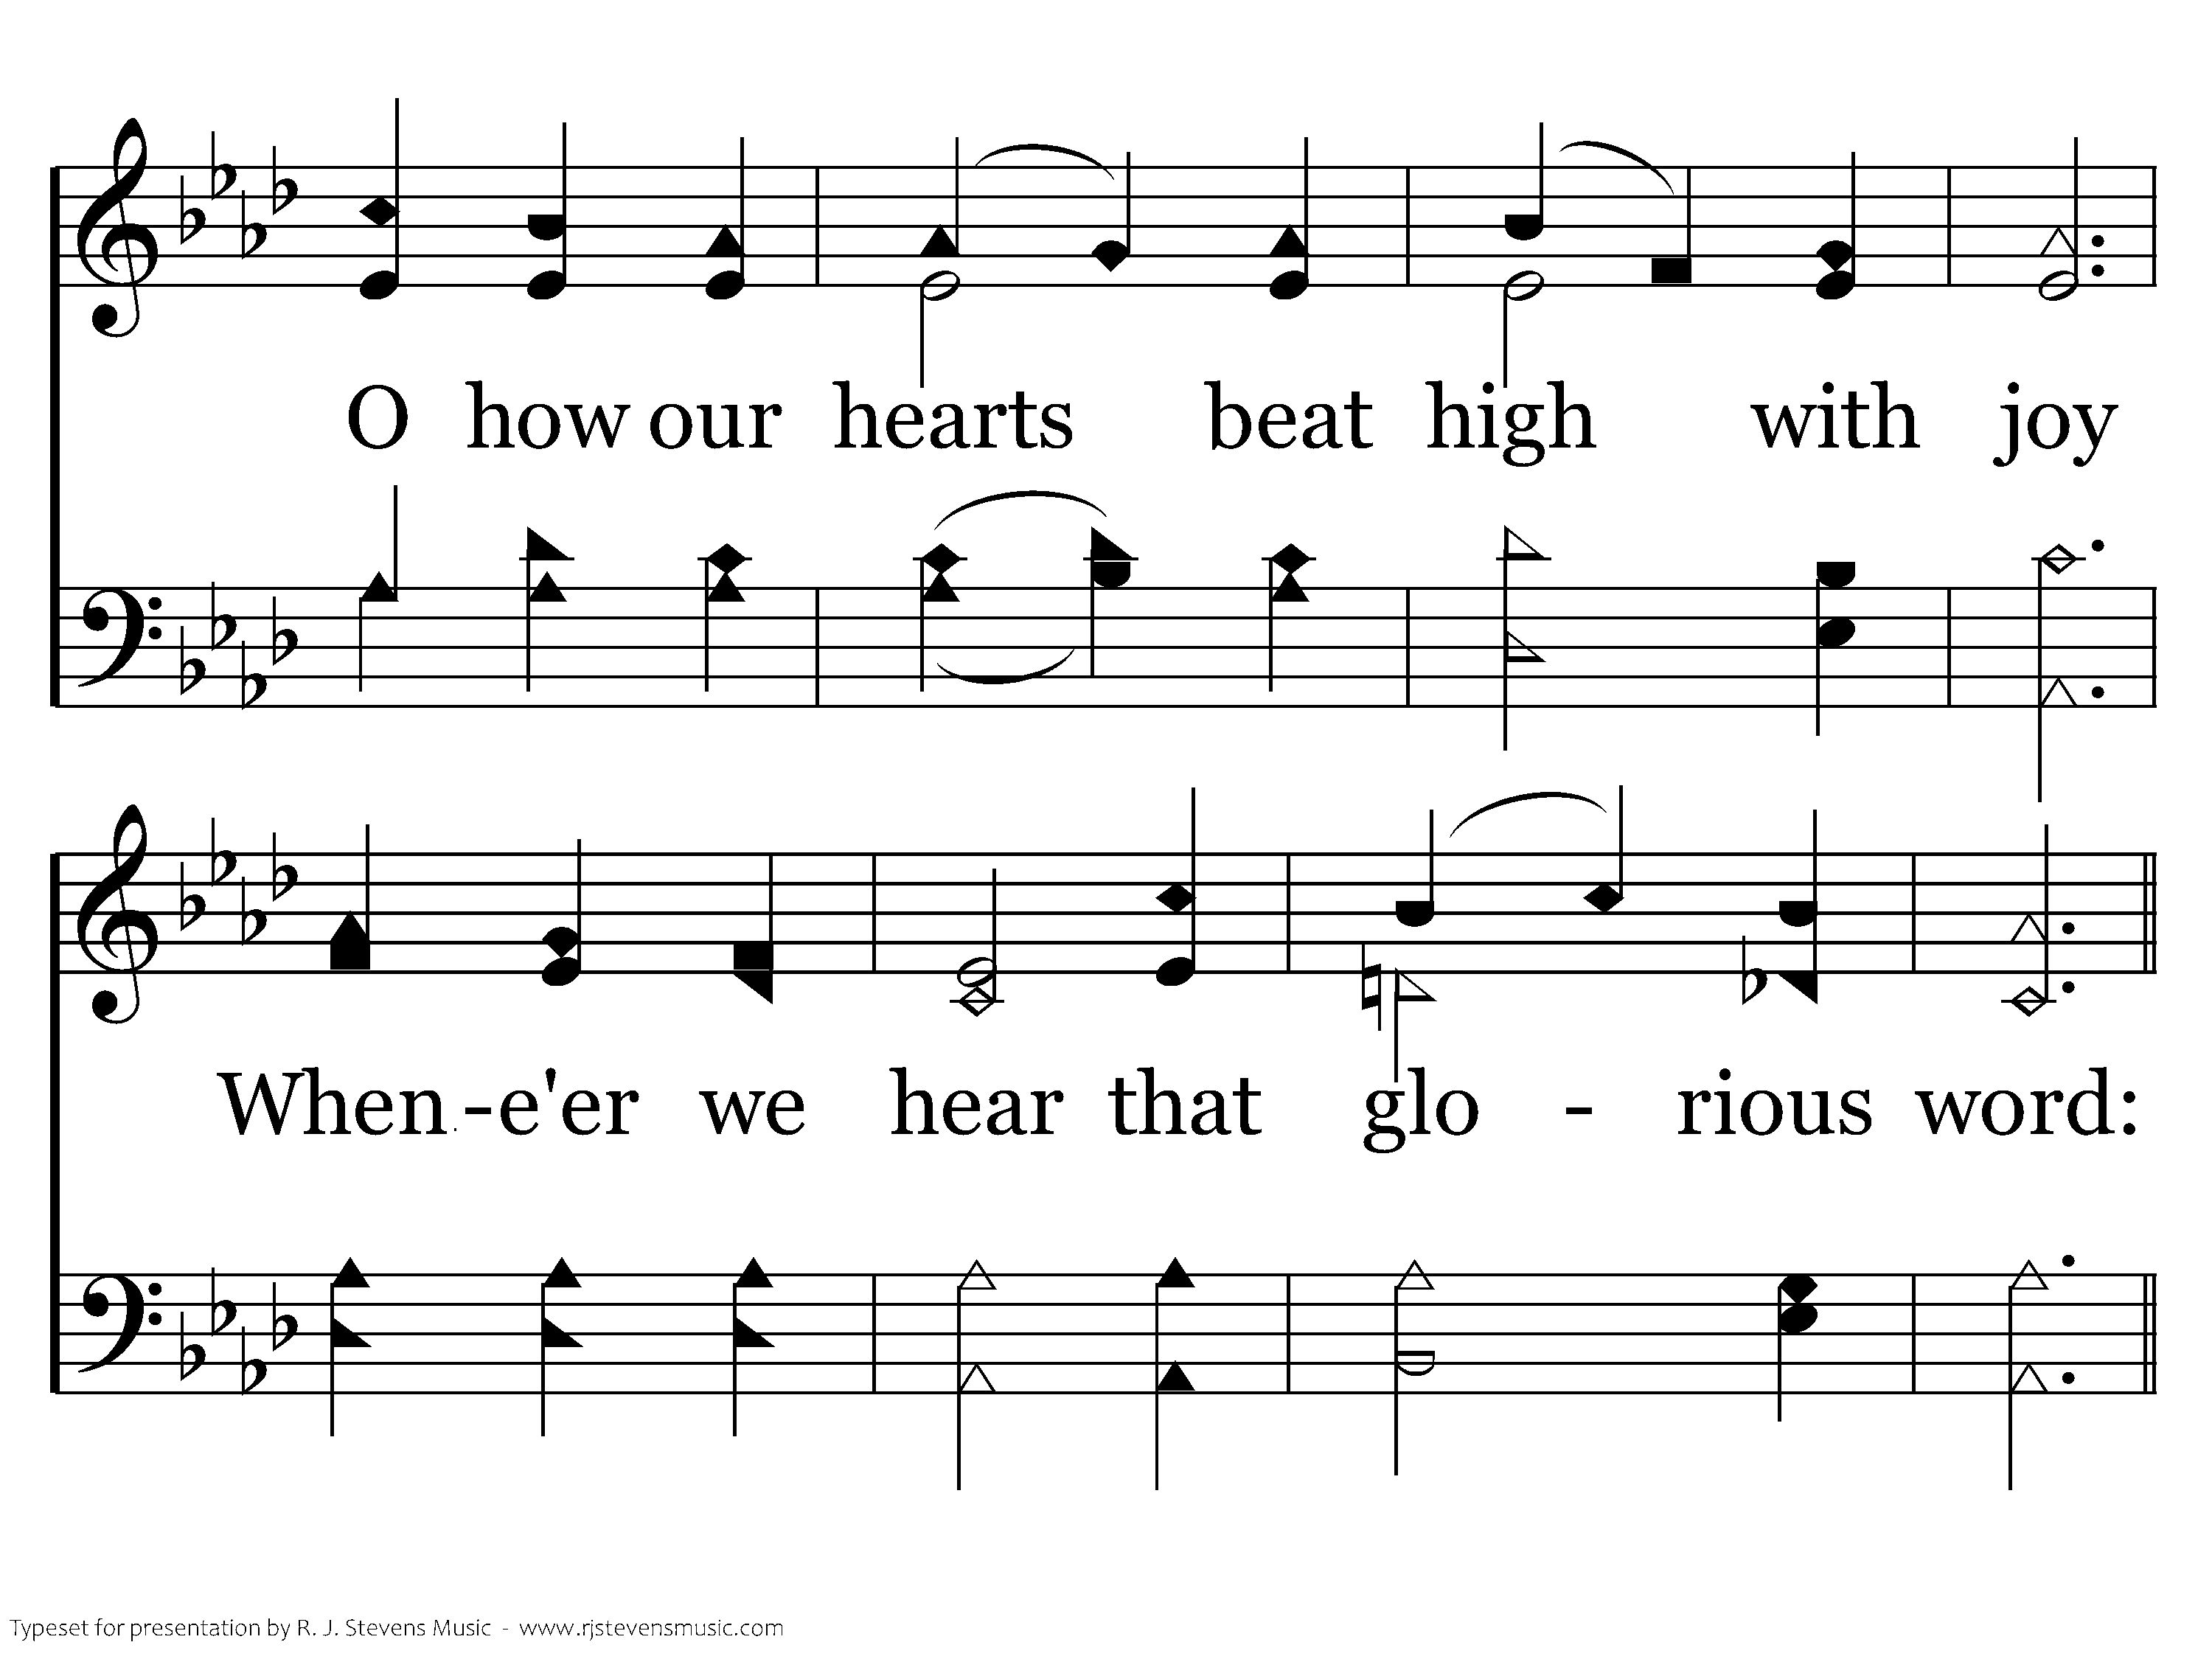 O how our hearts beat high with joy
When -e'er we hear that glo - rious word:
Typeset for presentation by R. J. Stevens Music - www.rjstevensmusic.com